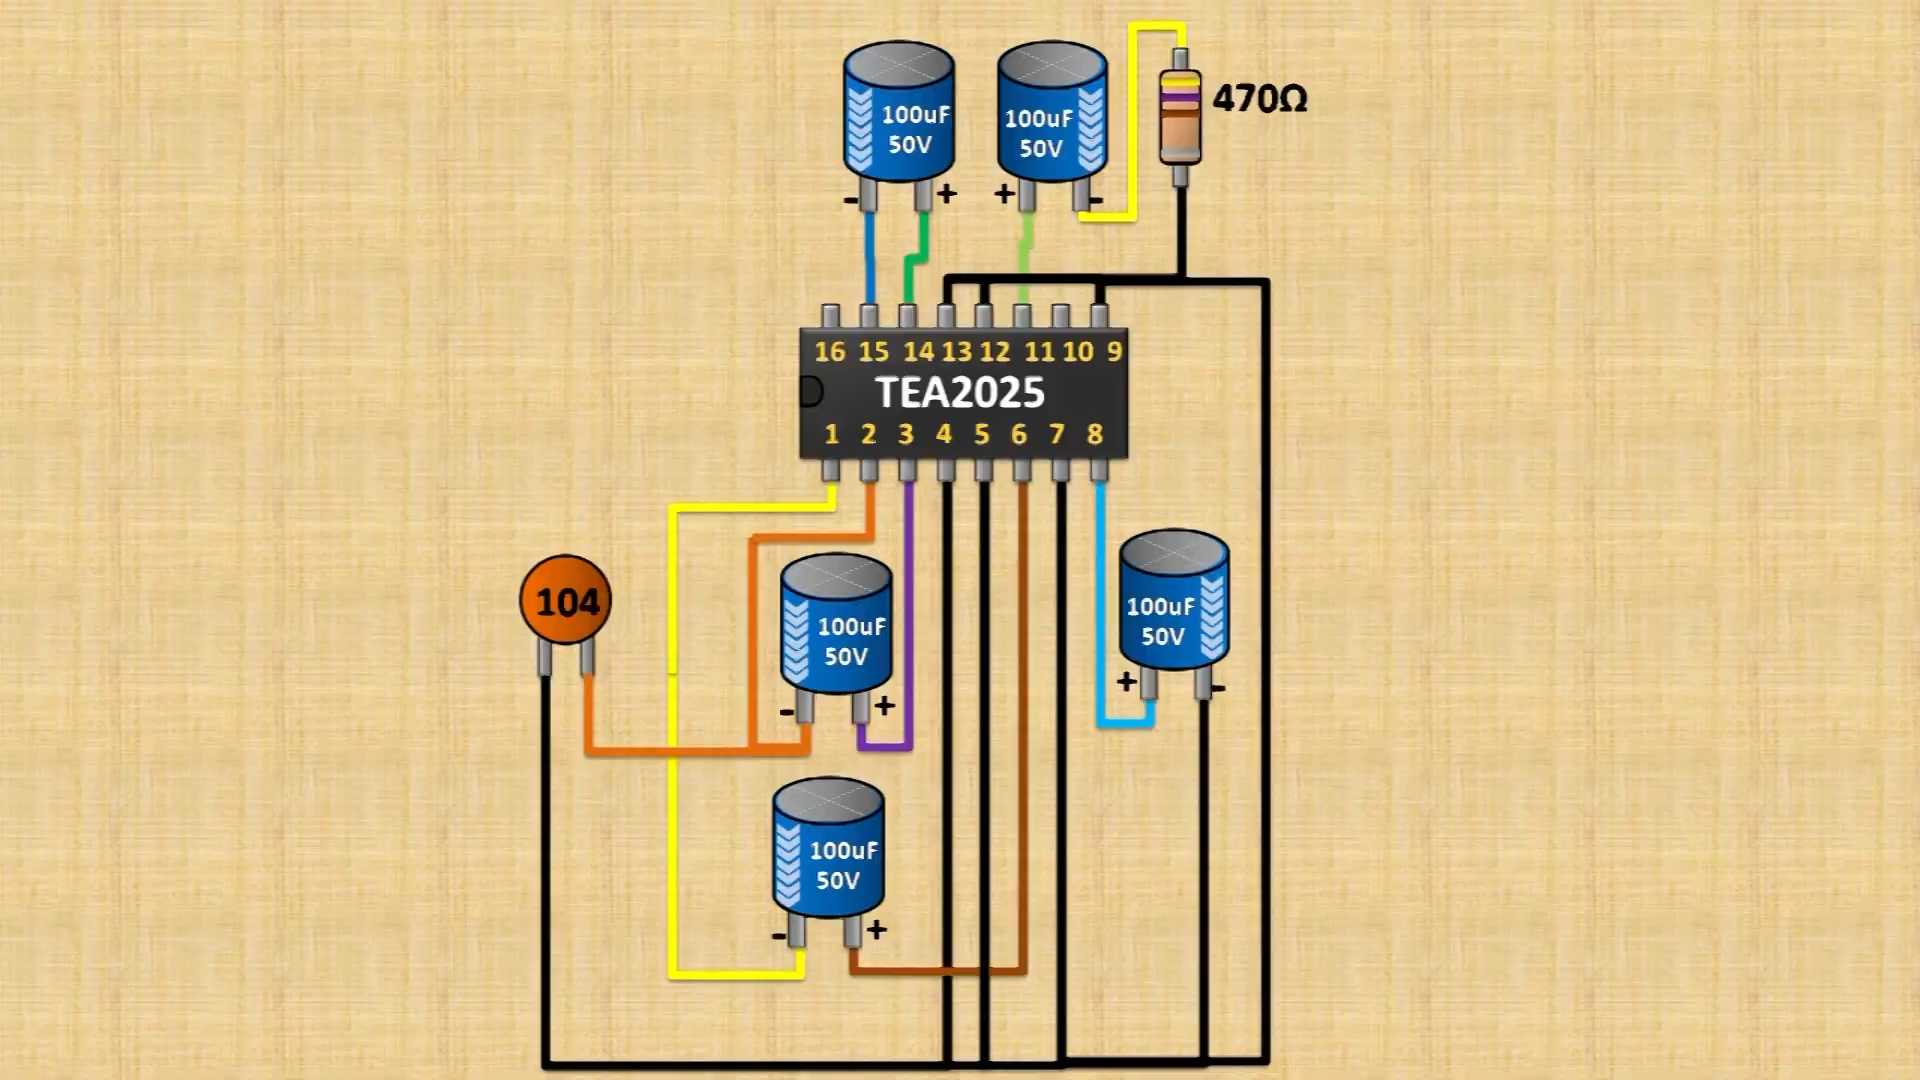 100uF
50V
- +
100uF
50V
+ -
470Ω
16 15 14 13 12 11 10 9
TEA2025
1 2 3 4 5 6 7 8
104
100uF
50V
- +
100uF
50V
+ -
100uF
50V
- +